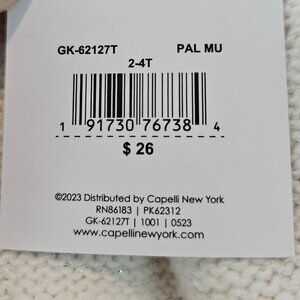 GK-62127T PAL MU
2-4T
1 91730 76738 4
$ 26
©2023 Distributed by Capelli New York
RN86183 | PK62312
GK-62127T | 1001 | 0523
www.capellinewyork.com